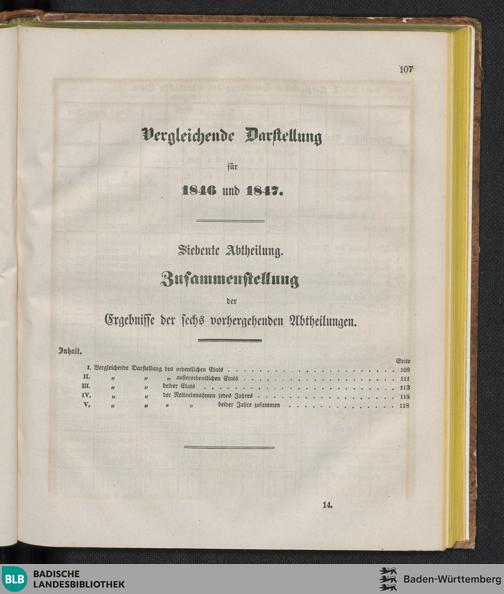 107
Vergleichende Darstellung
für
1846 und 1847.
Siebente Abtheilung.
Zusammenstellung
der
Ergebnisse der sechs vorhergehenden Abtheilungen.
Inhalt.
Seite
I. Vergleichende Darstellung des ordentlichen Etats . . . 109
II. „ „ „ außerordentlichen Etats . . . 111
III. „ „ beider Etats . . . 113
IV. „ „ der Nettoeinnahmen jedes Jahres . . . 115
V. „ „ „ „ beider Jahre zusammen . . . 118
14.
BLB BADISCHE
LANDESBIBLIOTHEK
Baden-Württemberg